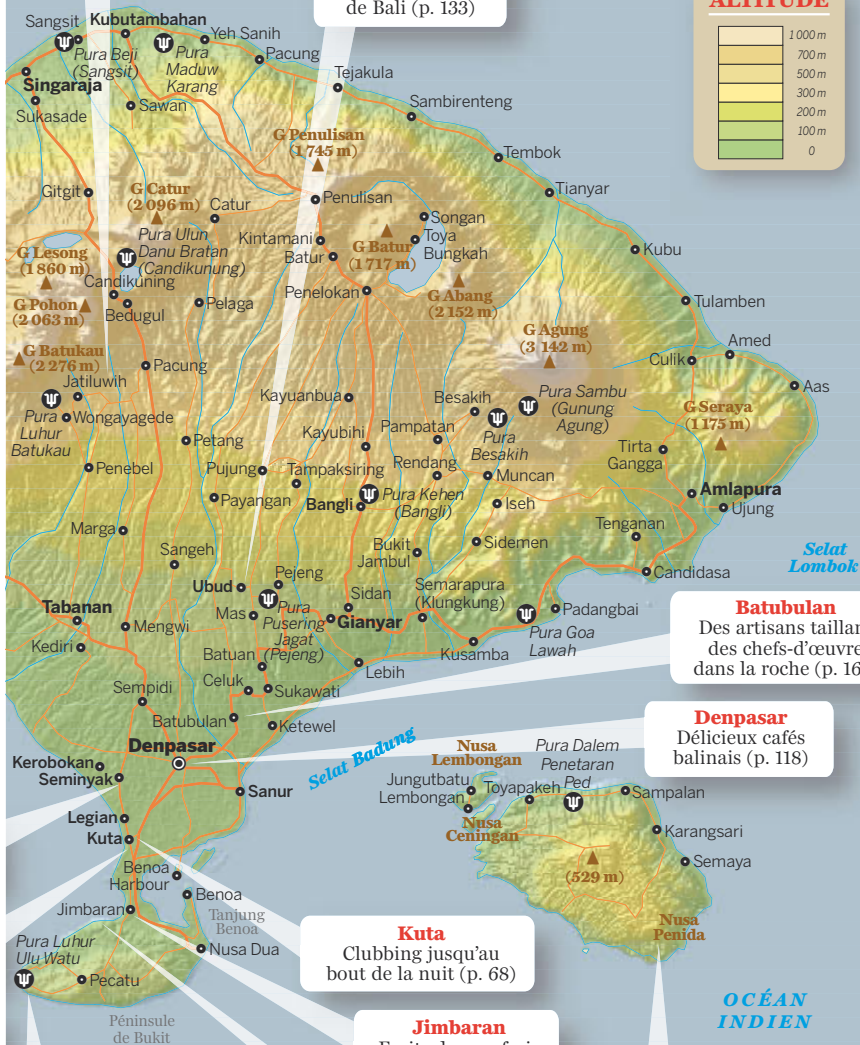 de Bali (p. 133)
ALTITUDE
1 000 m
700 m
500 m
300 m
200 m
100 m
0
Sangsit
Kubutambahan
Yeh Sanih
Pura Beji
(Sangsit)
Pura
Maduw
Karang
Pacung
Singaraja
Sukasade
Sawan
Tejakula
Sambirenteng
G Penulisan
(1 745 m)
Tembok
Gitgit
G Catur
(2 096 m)
Catur
Penulisan
Tianyar
Songan
Pura Ulun
Danu Bratan
(Candikunung)
Kintamani
Batur
G Batur
(1 717 m)
Toya
Bungkah
Kubu
G Lesong
(1 860 m)
Candikuning
G Pohon
(2 063 m)
Bedugul
Pelaga
Penelokan
G Abang
(2 152 m)
Tulamben
G Agung
(3 142 m)
Amed
Culik
G Batukau
(2 276 m)
Pacung
Jatiluwih
Aas
Kayuanbua
Besakih
Pura Sambu
(Gunung
Agung)
G Seraya
(1 175 m)
Pura
Luhur
Batukau
Wongayagede
Pampatan
Pura
Besakih
Petang
Kayubihi
Tirta
Gangga
Penebel
Pujung
Tampaksiring
Rendang
Muncan
Payangan
Bangli
Pura Kehen
(Bangli)
Iseh
Amlapura
Ujung
Marga
Tenganan
Sangeh
Bukit
Jambul
Sidemen
Selat
Lombok
Candidasa
Ubud
Pejeng
Semarapura
(Klungkung)
Tabanan
Mas
Pura
Pusering
Jagat
(Pejeng)
Sidan
Gianyar
Padangbai
Mengwi
Kediri
Pura Goa
Lawah
Kusamba
Batuan
Lebih
Celuk
Sukawati
Sempidi
Batubulan
Ketewel
Batubulan
Des artisans taillan
des chefs-d'œuvre
dans la roche (p. 16
Denpasar
Délicieux cafés
balinais (p. 118)
Denpasar
Selat Badung
Kerobokan
Seminyak
Sanur
Nusa
Lembongan
Pura Dalem
Penetaran
Ped
Jungutbatu
Lembongan
Toyapakeh
Sampalan
Nusa
Ceningan
Legian
Kuta
Karangsari
(529 m)
Semaya
Benoa
Harbour
Benoa
Jimbaran
Tanjung
Benoa
Nusa
Penida
Pura Luhur
Ulu Watu
Nusa Dua
Pecatu
Kuta
Clubbing jusqu'au
bout de la nuit (p. 68)
Péninsule
de Bukit
Jimbaran
OCÉAN
INDIEN